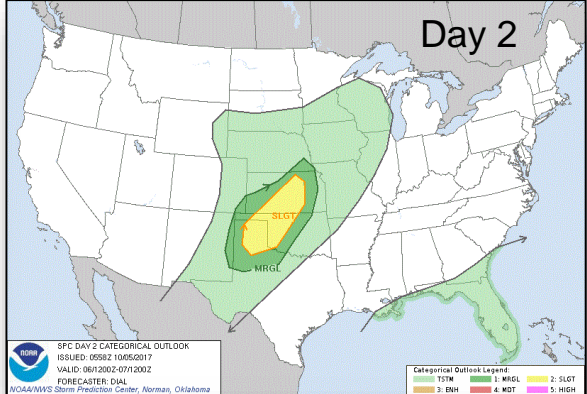 Day 2
SLGT
MRGL
NOAA
SPC DAY 2 CATEGORICAL OUTLOOK
ISSUED: 0558Z 10/05/2017
VALID: 06/1200Z-07/1200Z
FORECASTER: DIAL
NOAA/NWS Storm Prediction Center, Norman, Oklahoma
Categorical Outlook Legend:
TSTM 1: MRGL 2: SLGT
3: ENH 4: MDT 5: HIGH